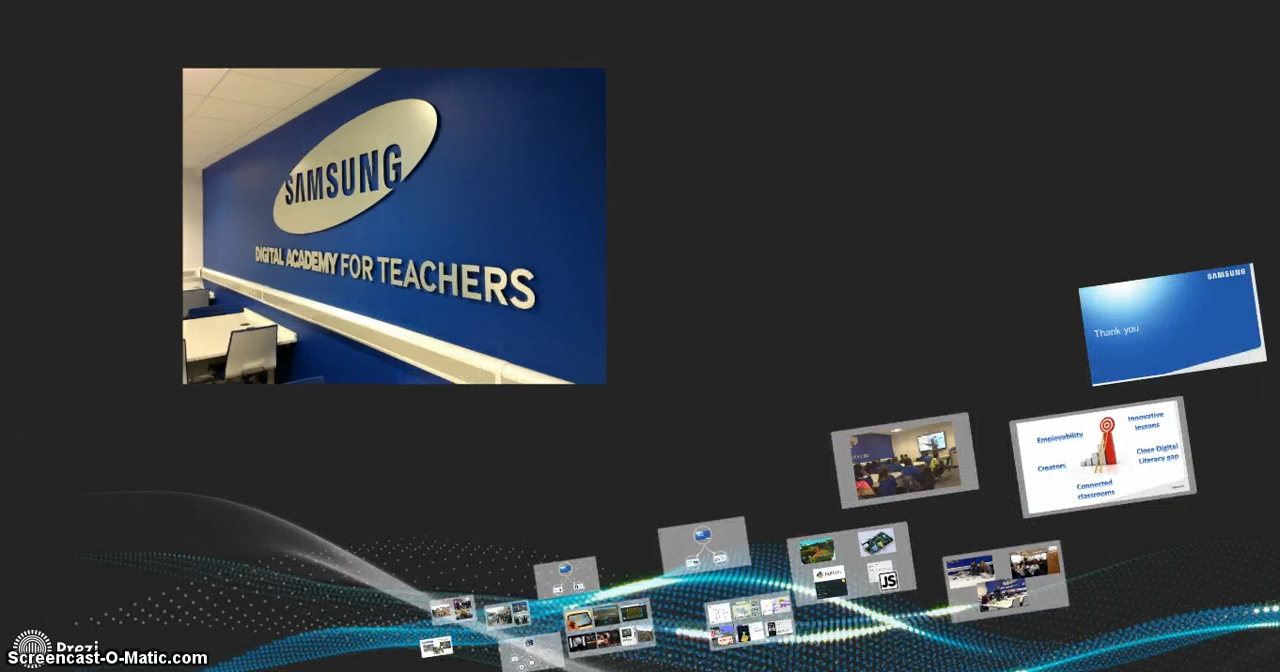 SAMSUNG
DIGITAL ACADEMY FOR TEACHERS
SAMSUNG
Thank you
Employability
Innovative
lessons
Creators
Close Digital
Literacy gap
Connected
classrooms
python
JS
Prezi
Screencast-O-Matic.com